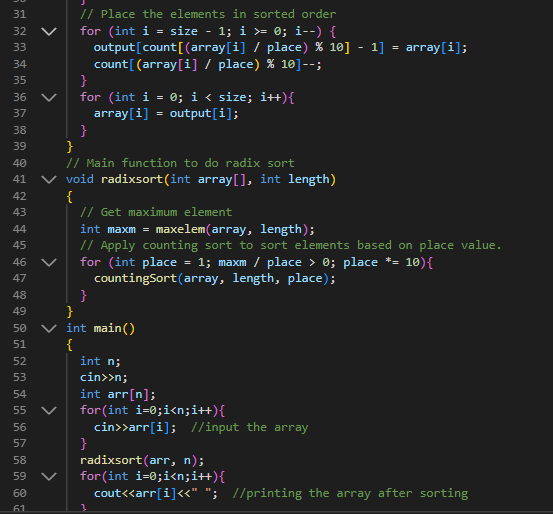 30 }
31 // Place the elements in sorted order
32 for (int i = size - 1; i >= 0; i--) {
33 output[count[(array[i] / place) % 10] - 1] = array[i];
34 count[(array[i] / place) % 10]--;
35 }
36 for (int i = 0; i < size; i++){
37 array[i] = output[i];
38 }
39 }
40 // Main function to do radix sort
41 void radixsort(int array[], int length)
42 {
43 // Get maximum element
44 int maxm = maxelem(array, length);
45 // Apply counting sort to sort elements based on place value.
46 for (int place = 1; maxm / place > 0; place *= 10){
47 countingSort(array, length, place);
48 }
49 }
50 int main()
51 {
52 int n;
53 cin>>n;
54 int arr[n];
55 for(int i=0;i<n;i++){
56 cin>>arr[i];  //input the array
57 }
58 radixsort(arr, n);
59 for(int i=0;i<n;i++){
60 cout<<arr[i]<<" ";  //printing the array after sorting
61 }